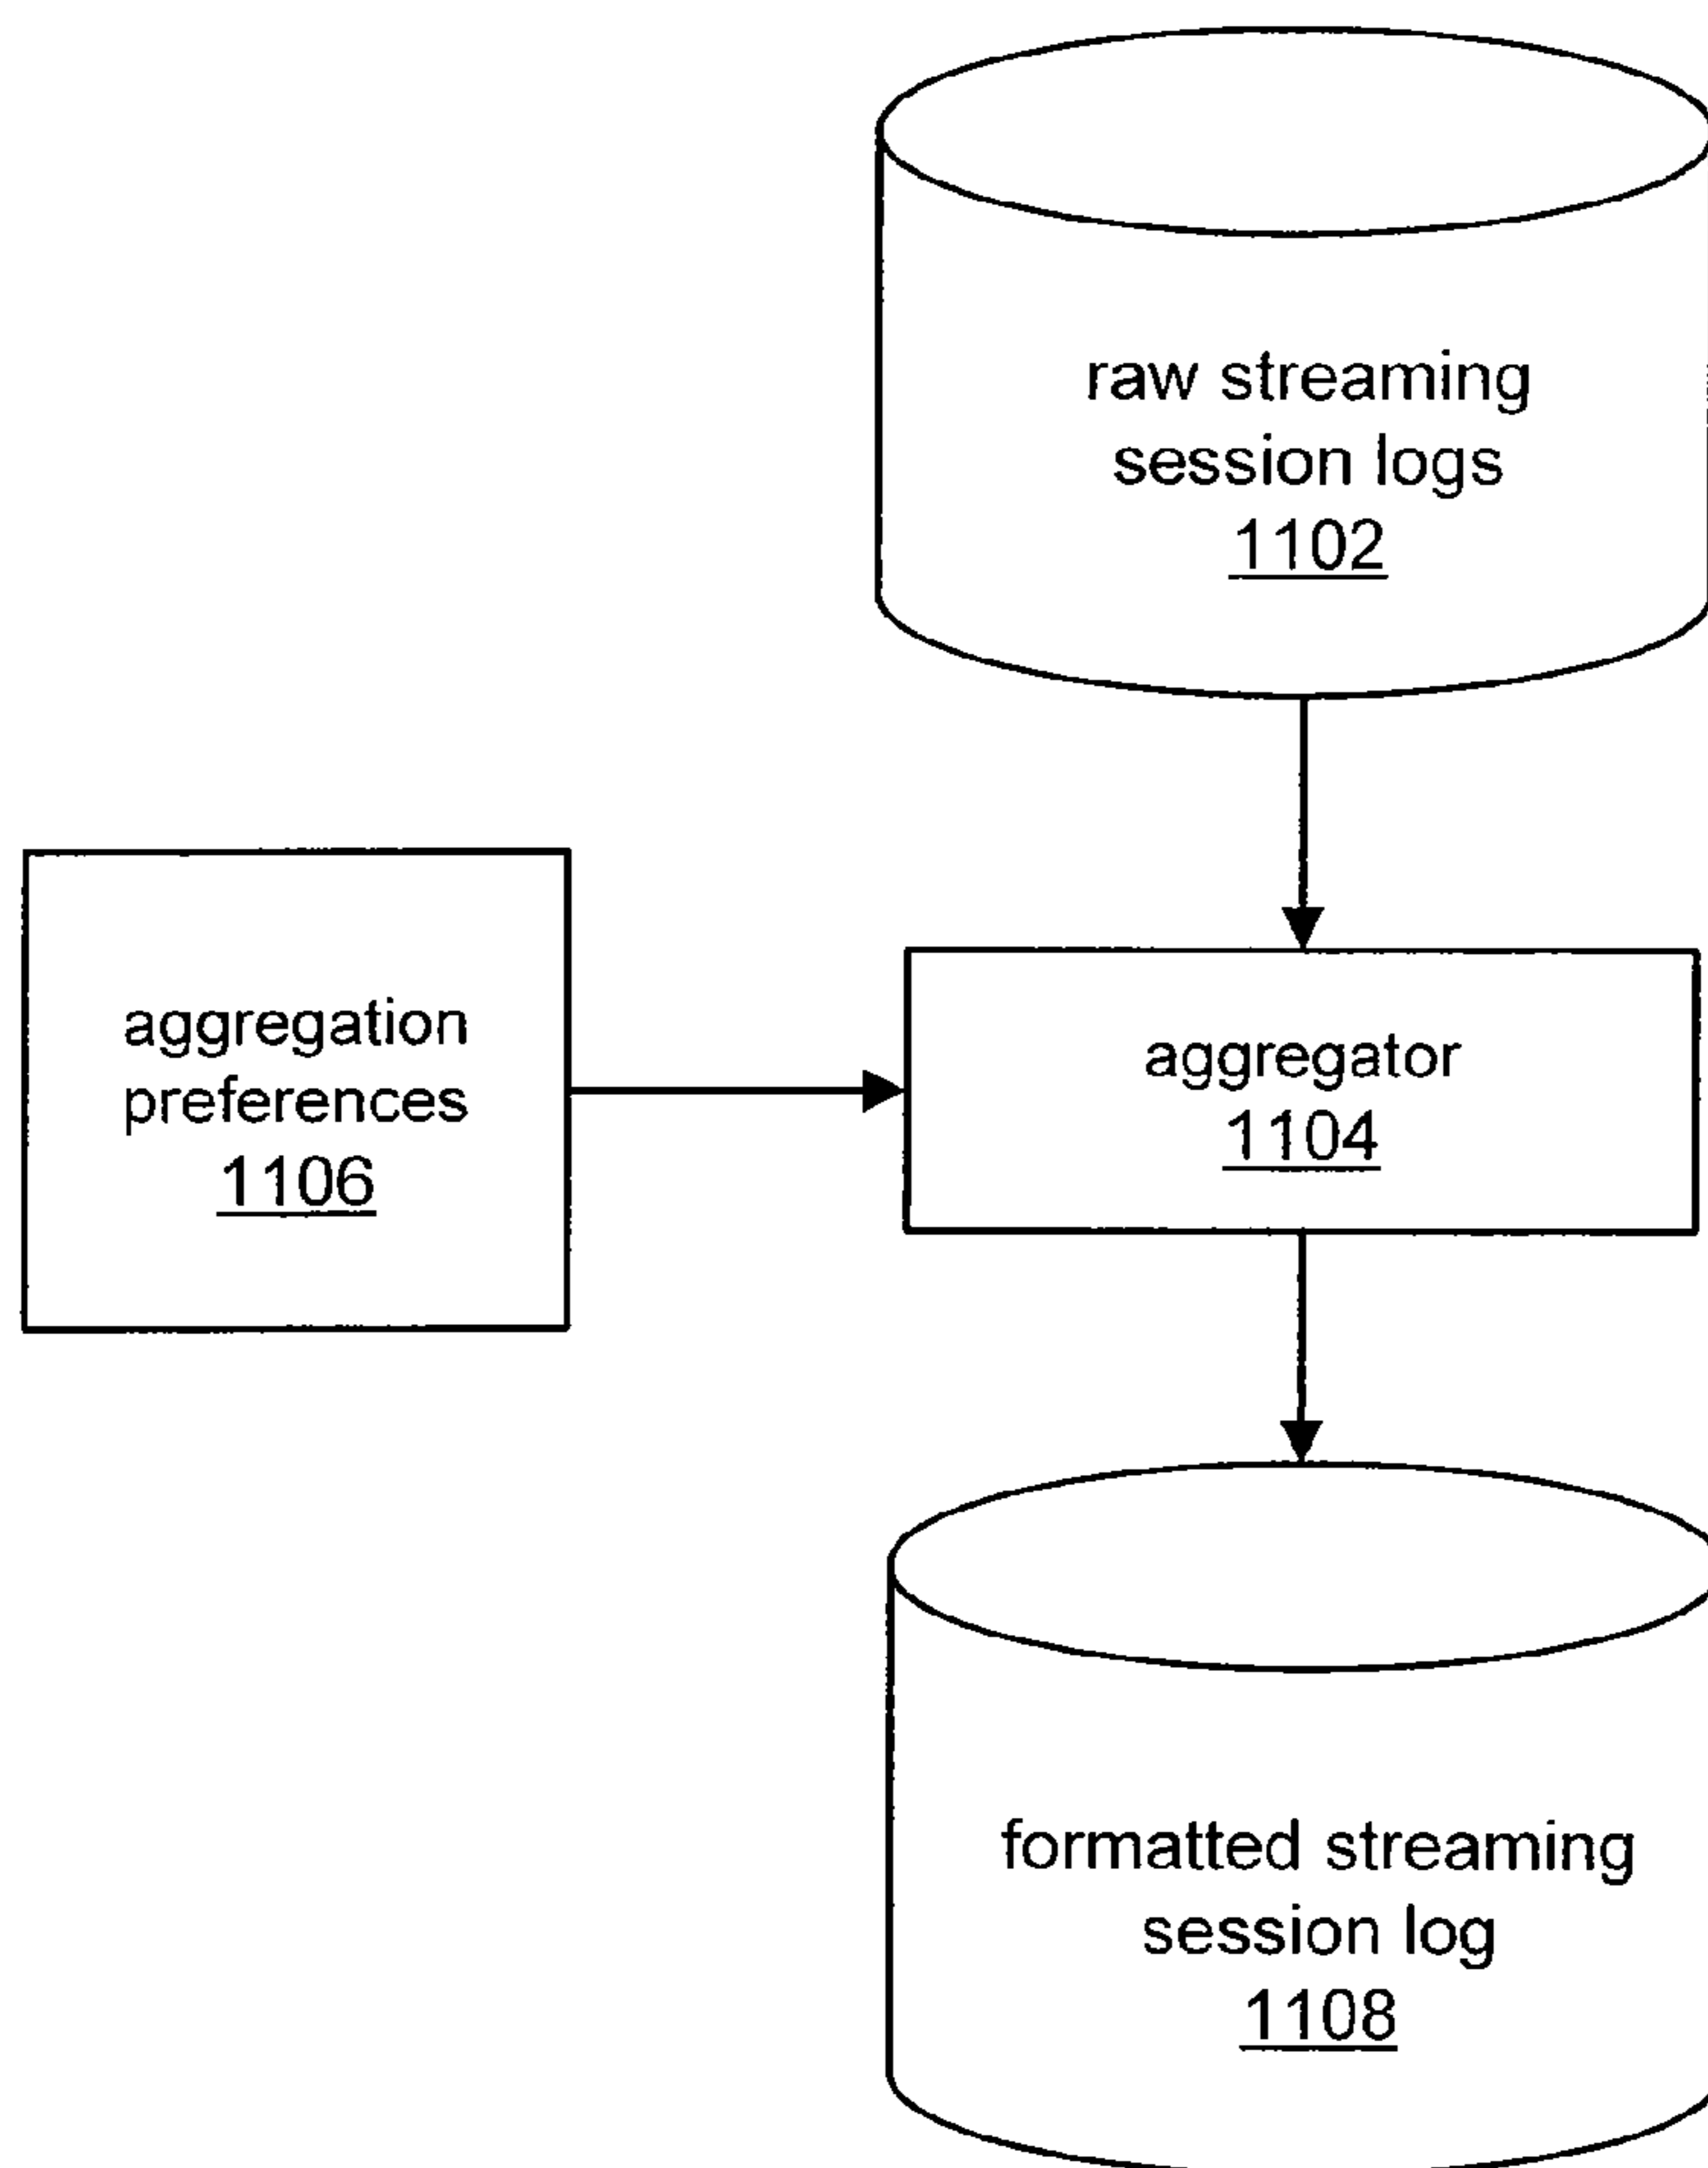 raw streaming
session logs
1102
aggregation
preferences
1106
aggregator
1104
formatted streaming
session log
1108